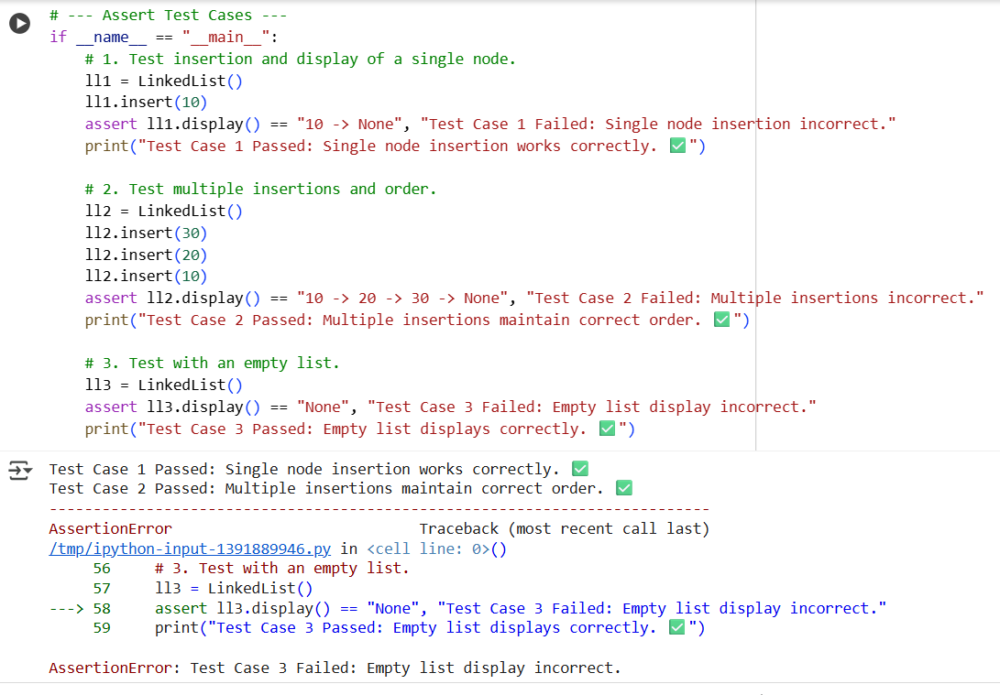 # --- Assert Test Cases ---
if __name__ == "__main__":
    # 1. Test insertion and display of a single node.
    ll1 = LinkedList()
    ll1.insert(10)
    assert ll1.display() == "10 -> None", "Test Case 1 Failed: Single node insertion incorrect."
    print("Test Case 1 Passed: Single node insertion works correctly. ✅")
    # 2. Test multiple insertions and order.
    ll2 = LinkedList()
    ll2.insert(30)
    ll2.insert(20)
    ll2.insert(10)
    assert ll2.display() == "10 -> 20 -> 30 -> None", "Test Case 2 Failed: Multiple insertions incorrect."
    print("Test Case 2 Passed: Multiple insertions maintain correct order. ✅")
    # 3. Test with an empty list.
    ll3 = LinkedList()
    assert ll3.display() == "None", "Test Case 3 Failed: Empty list display incorrect."
    print("Test Case 3 Passed: Empty list displays correctly. ✅")
Test Case 1 Passed: Single node insertion works correctly. ✅
Test Case 2 Passed: Multiple insertions maintain correct order. ✅
---------------------------------------------------------------------------
AssertionError                            Traceback (most recent call last)
/tmp/ipython-input-1391889946.py in <cell line: 0>()
     56     # 3. Test with an empty list.
     57     ll3 = LinkedList()
---> 58     assert ll3.display() == "None", "Test Case 3 Failed: Empty list display incorrect."
     59     print("Test Case 3 Passed: Empty list displays correctly. ✅")
AssertionError: Test Case 3 Failed: Empty list display incorrect.